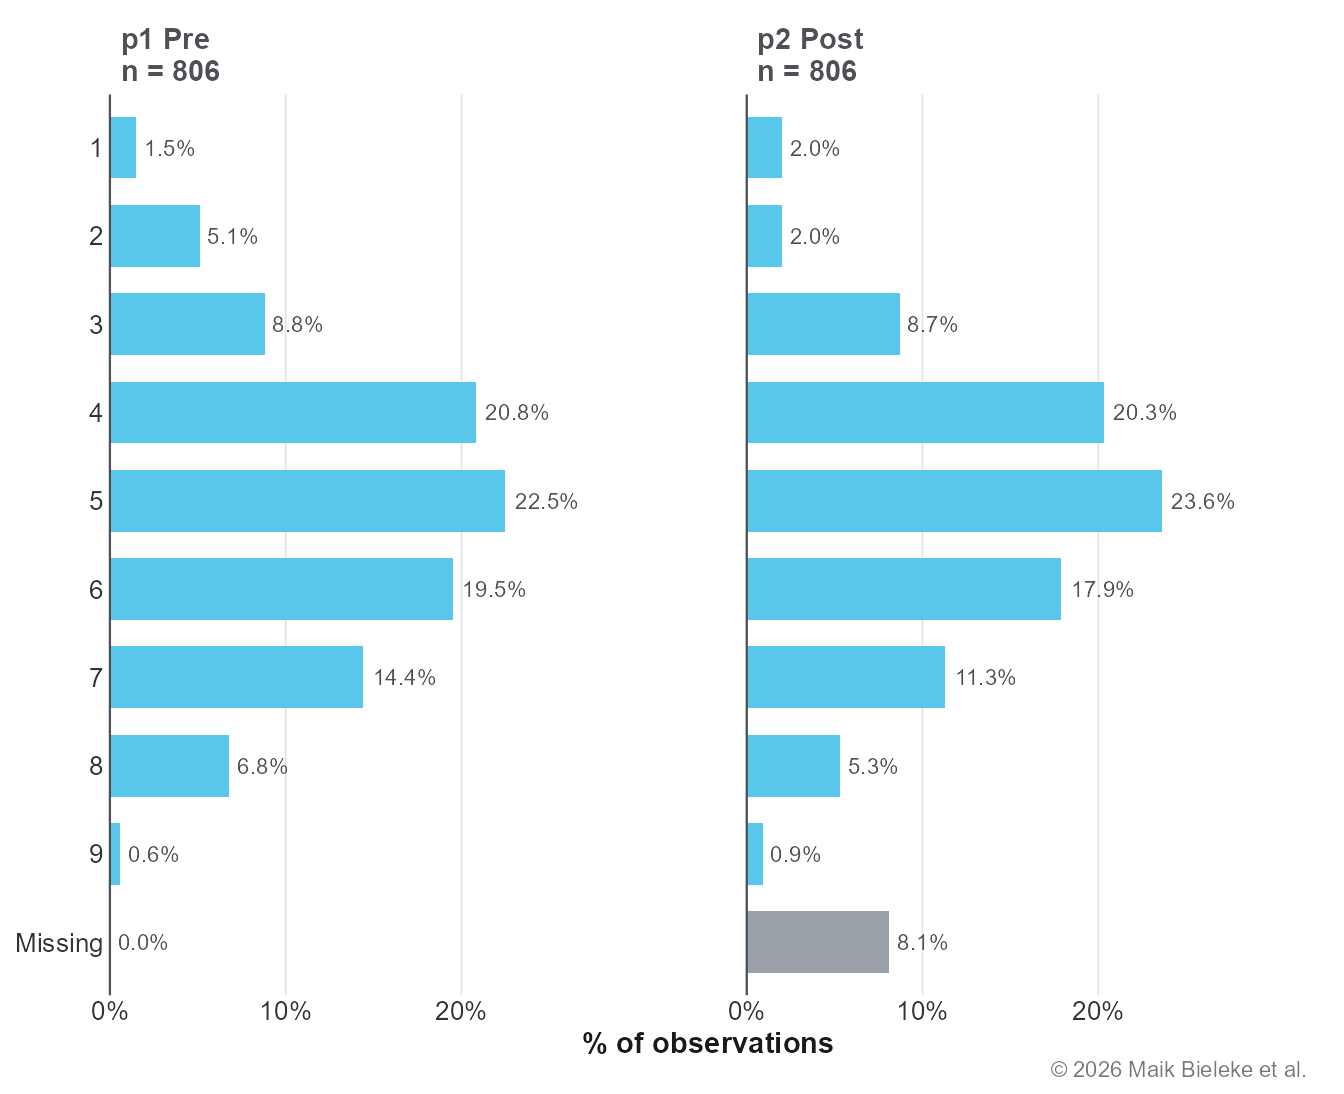 p1 Pre
n = 806
p2 Post
n = 806
1 1.5% 2.0%
2 5.1% 2.0%
3 8.8% 8.7%
4 20.8% 20.3%
5 22.5% 23.6%
6 19.5% 17.9%
7 14.4% 11.3%
8 6.8% 5.3%
9 0.6% 0.9%
Missing 0.0% 8.1%
0% 10% 20% 0% 10% 20%
% of observations
© 2026 Maik Bieleke et al.